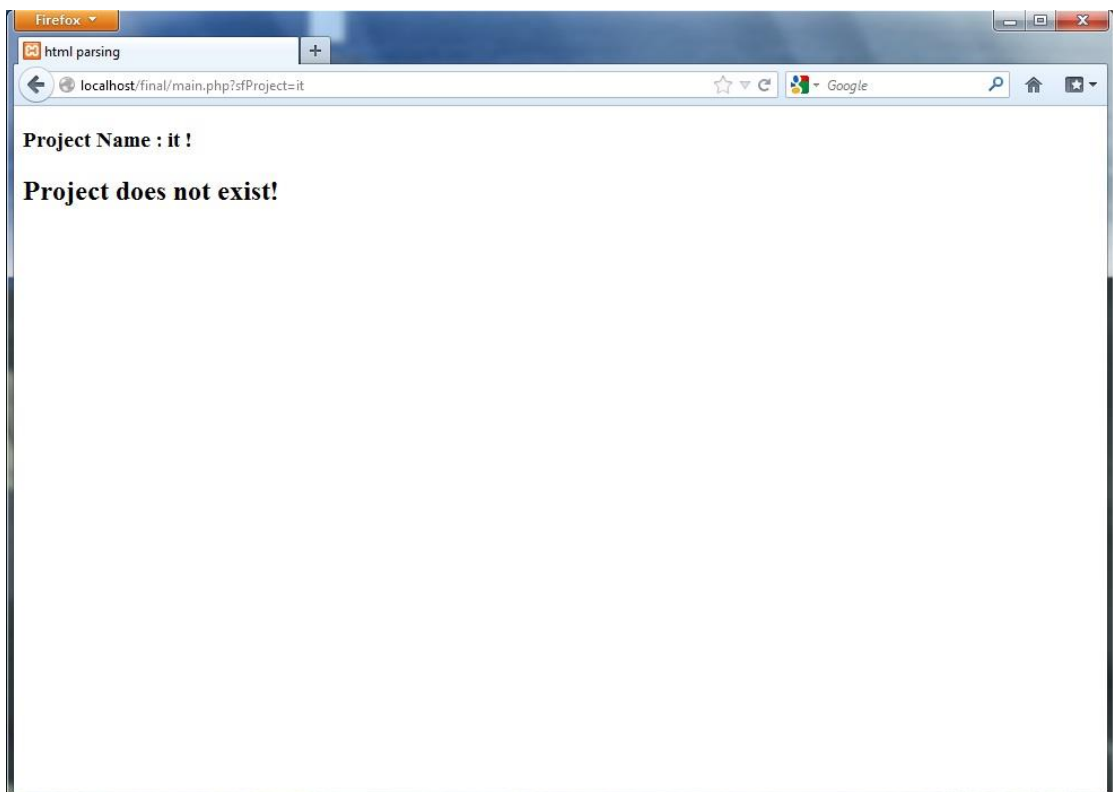 Firefox
html parsing
localhost/final/main.php?sfProject=it
Google
Project Name : it !
Project does not exist!